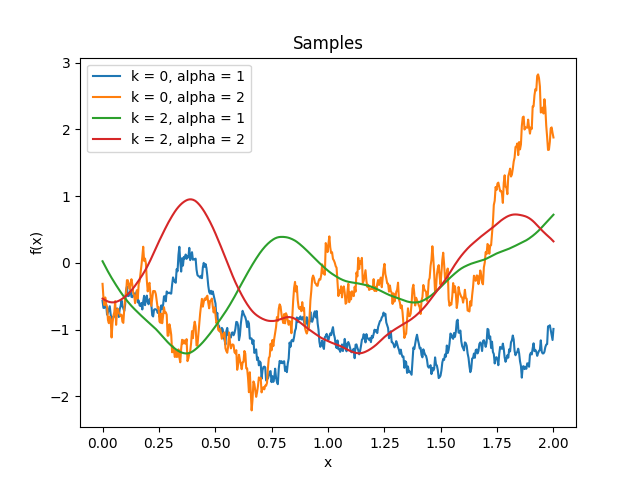 Samples
k = 0, alpha = 1
k = 0, alpha = 2
k = 2, alpha = 1
k = 2, alpha = 2
f(x)
3
2
1
0
−1
−2
0.00 0.25 0.50 0.75 1.00 1.25 1.50 1.75 2.00
x